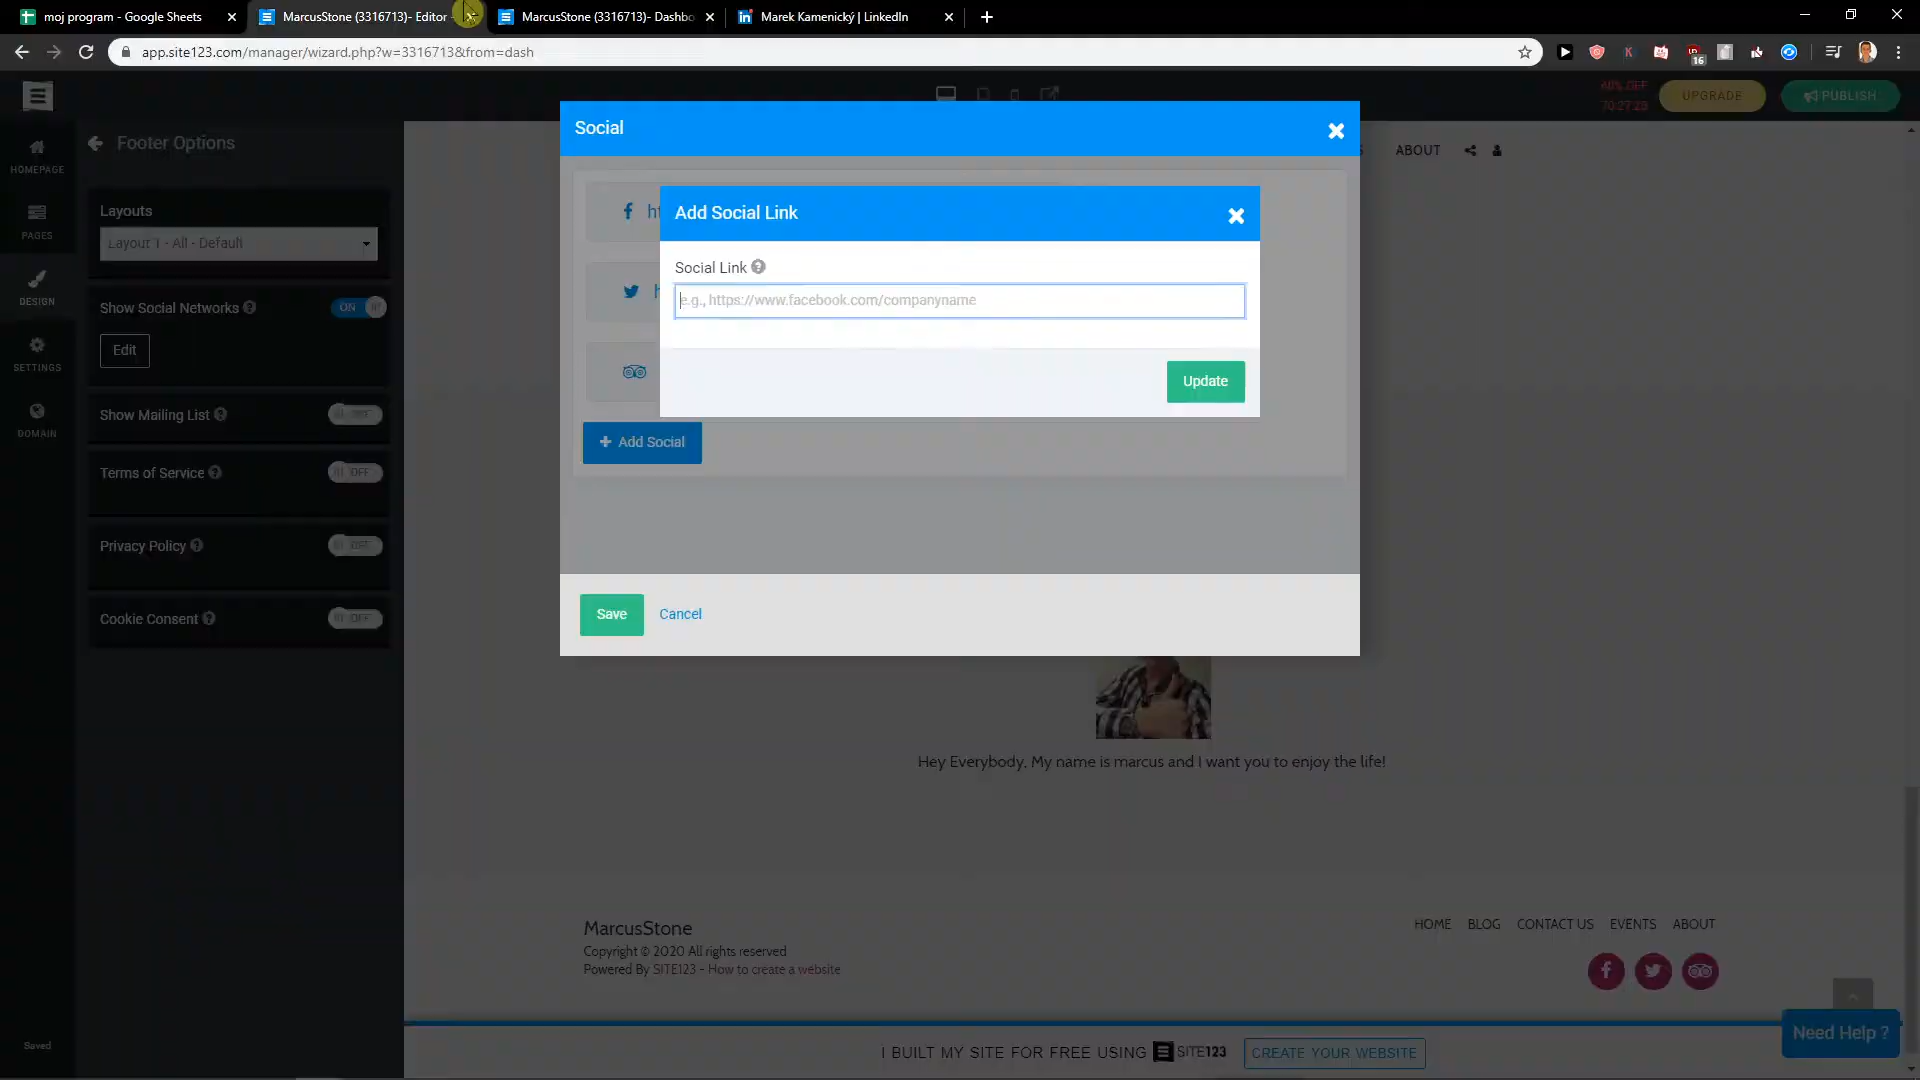 moj program - Google Sheets
MarcusStone (3316713)- Editor -
MarcusStone (3316713)- Dashbo
Marek Kamenický | LinkedIn
app.site123.com/manager/wizard.php?w=3316713&from=dash
16
60% OFF
70:27:23
UPGRADE
PUBLISH
HOMEPAGE
PAGES
DESIGN
SETTINGS
DOMAIN
Saved
Footer Options
Layouts
Layout 1 - All - Default
Show Social Networks
ON
Edit
Show Mailing List
OFF
Terms of Service
OFF
Privacy Policy
OFF
Cookie Consent
OFF
ABOUT
Social
Add Social Link
Social Link
e.g., https://www.facebook.com/companyname
Update
Add Social
Save
Cancel
Hey Everybody, My name is marcus and I want you to enjoy the life!
MarcusStone
Copyright © 2020 All rights reserved
Powered By SITE123 - How to create a website
HOME BLOG CONTACT US EVENTS ABOUT
Need Help ?
I BUILT MY SITE FOR FREE USING SITE123
CREATE YOUR WEBSITE